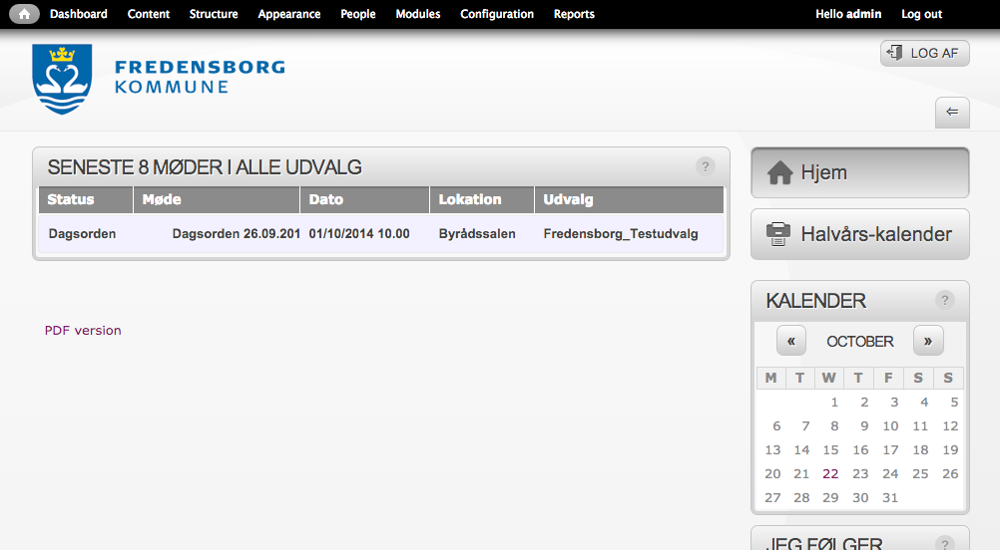 Dashboard Content Structure Appearance People Modules Configuration Reports Hello admin Log out
FREDENSBORG
KOMMUNE
LOG AF
⇐
SENESTE 8 MØDER I ALLE UDVALG ?
Status Møde Dato Lokation Udvalg
Dagsorden Dagsorden 26.09.201 01/10/2014 10.00 Byrådssalen Fredensborg_Testudvalg
PDF version
Hjem
Halvårs-kalender
KALENDER ?
« OCTOBER »
M T W T F S S
1 2 3 4 5
6 7 8 9 10 11 12
13 14 15 16 17 18 19
20 21 22 23 24 25 26
27 28 29 30 31
JEG FØLGER ?